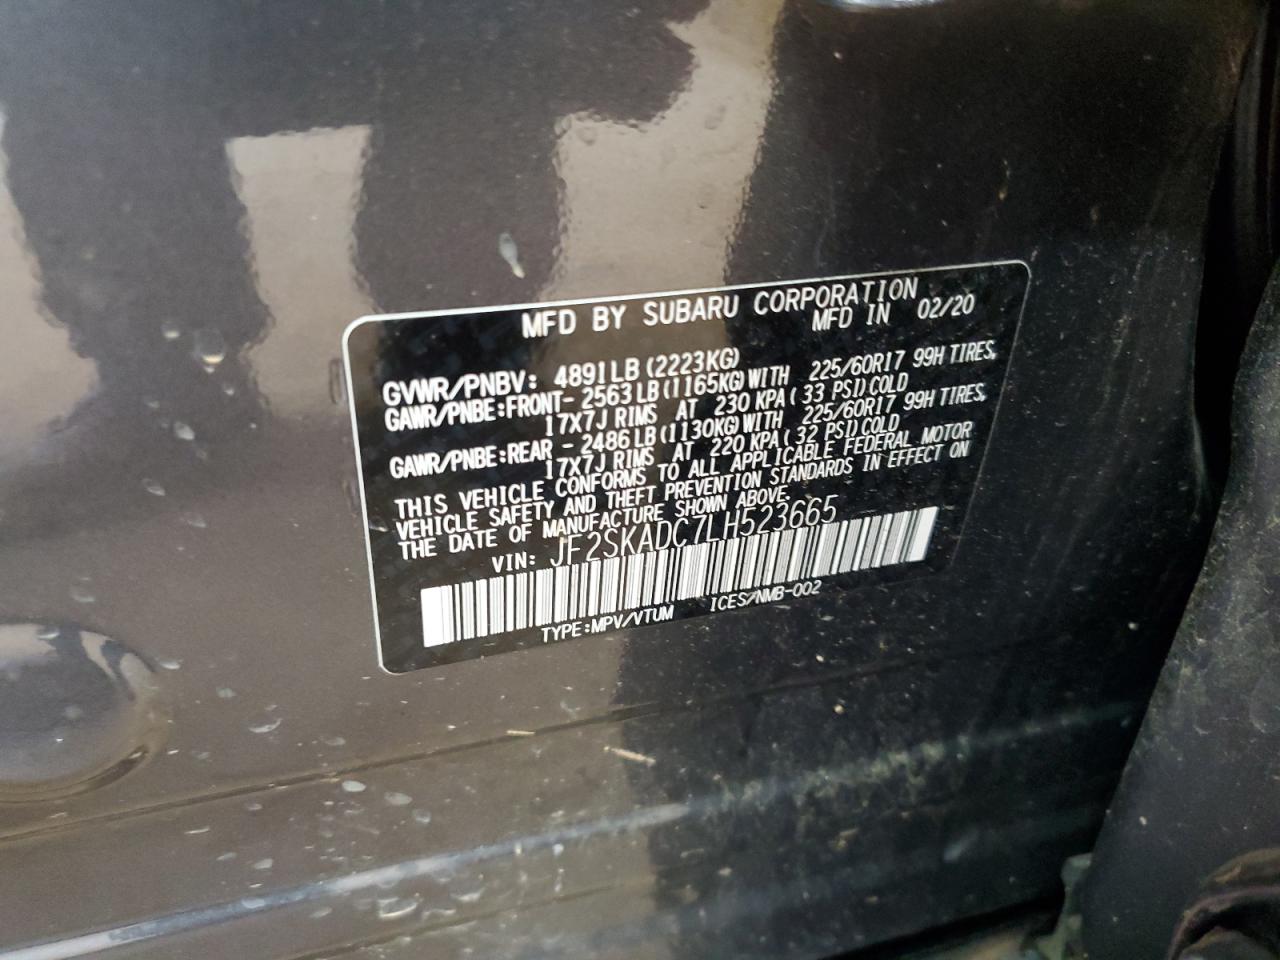 MFD BY SUBARU CORPORATION
MFD IN 02/20
GVWR/PNBV: 4891LB (2223KG)
GAWR/PNBE:FRONT- 2563LB(1165KG)WITH 225/60R17 99H TIRES,
17X7J RIMS AT 230 KPA( 33 PSI)COLD
GAWR/PNBE:REAR - 2486LB(1130KG)WITH 225/60R17 99H TIRES,
17X7J RIMS AT 220 KPA( 32 PSI)COLD
THIS VEHICLE CONFORMS TO ALL APPLICABLE FEDERAL MOTOR
VEHICLE SAFETY AND THEFT PREVENTION STANDARDS IN EFFECT ON
THE DATE OF MANUFACTURE SHOWN ABOVE.
VIN: JF2SKADC7LH523665
TYPE:MPV/VTUM ICES/NMB-002